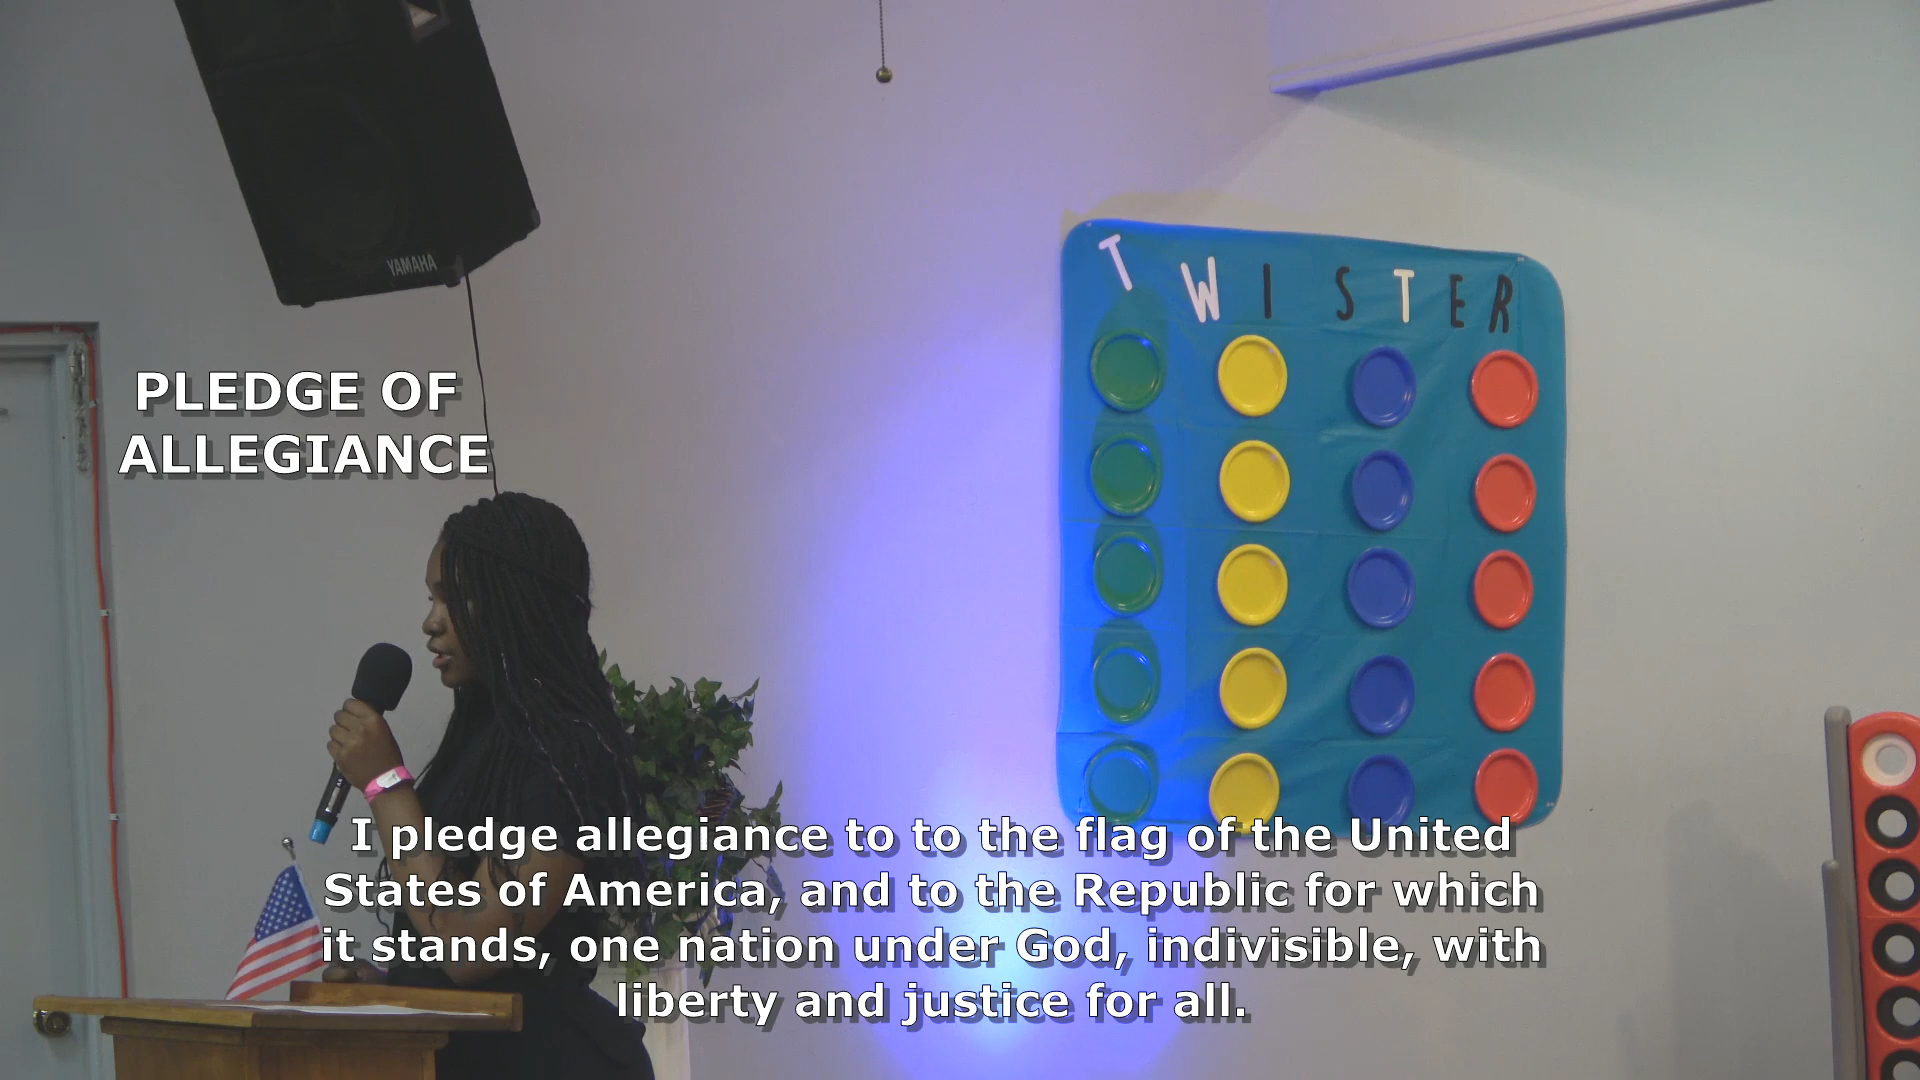 YAMAHA
T W I S T E R
PLEDGE OF
ALLEGIANCE
I pledge allegiance to to the flag of the United
States of America, and to the Republic for which
it stands, one nation under God, indivisible, with
liberty and justice for all.